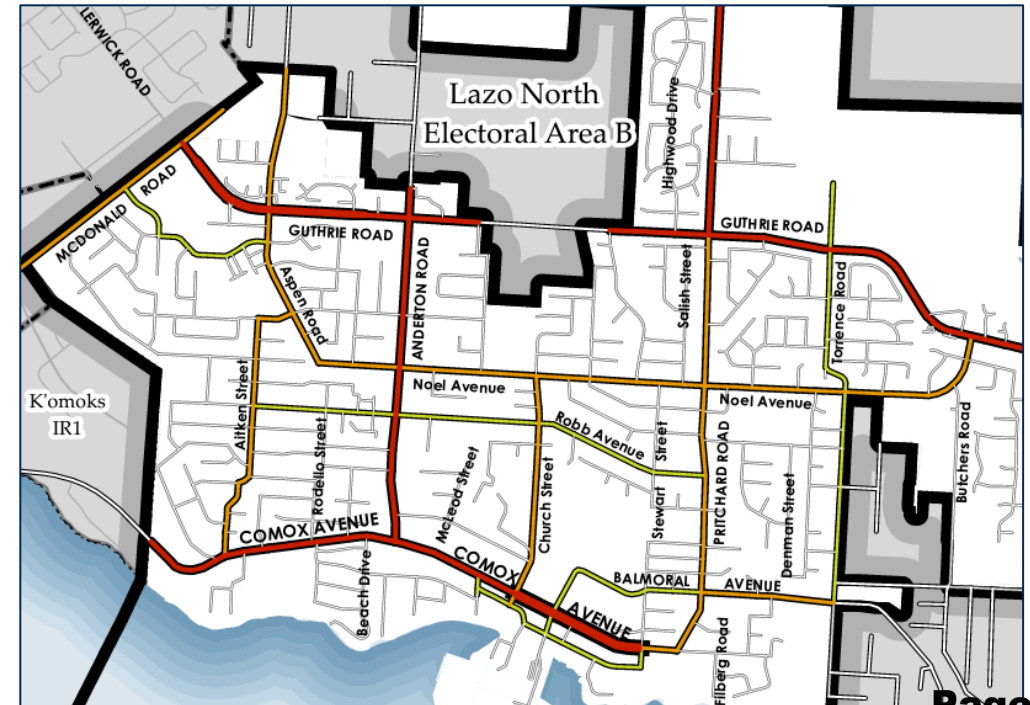 LERWICK ROAD
Lazo North
Electoral Area B
Highwood Drive
MCDONALD ROAD
GUTHRIE ROAD
GUTHRIE ROAD
ANDERTON ROAD
Aspen Road
Salish Street
Torrence Road
Noel Avenue
Noel Avenue
K'omoks
IR1
Aitken Street
Rodello Street
McLeod Street
Church Street
Robb Avenue
Stewart Street
PRITCHARD ROAD
Denman Street
Butchers Road
COMOX AVENUE
COMOX AVENUE
Beach Drive
BALMORAL AVENUE
Filberg Road
Page